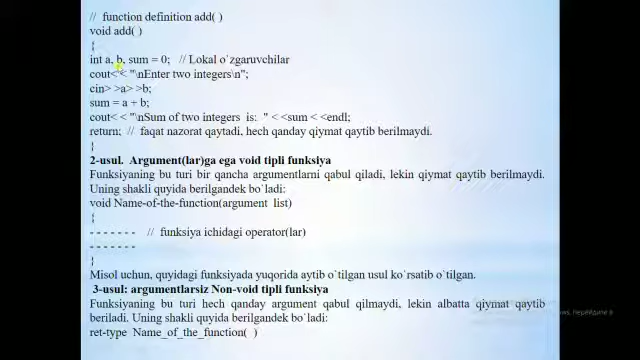 // function definition add( )
void add( )
{
int a, b, sum = 0; // Lokal o`zgaruvchilar
cout<< "\nEnter two integers\n";
cin> >a> >b;
sum = a + b;
cout< < "\nSum of two integers is: " < <sum < <endl;
return; // faqat nazorat qaytadi, hech qanday qiymat qaytib berilmaydi.
}
2-usul. Argument(lar)ga ega void tipli funksiya
Funksiyaning bu turi bir qancha argumentlarni qabul qiladi, lekin qiymat qaytib berilmaydi.
Uning shakli quyida berilgandek bo`ladi:
void Name-of-the-function(argument list)
{
- - - - - - - // funksiya ichidagi operator(lar)
- - - - - - -
}
Misol uchun, quyidagi funksiyada yuqorida aytib o`tilgan usul ko`rsatib o`tilgan.
3-usul: argumentlarsiz Non-void tipli funksiya
Funksiyaning bu turi hech qanday argument qabul qilmaydi, lekin albatta qiymat qaytib
beriladi. Uning shakli quyida berilgandek bo`ladi:
ret-type Name_of_the_function( )
перейдите в